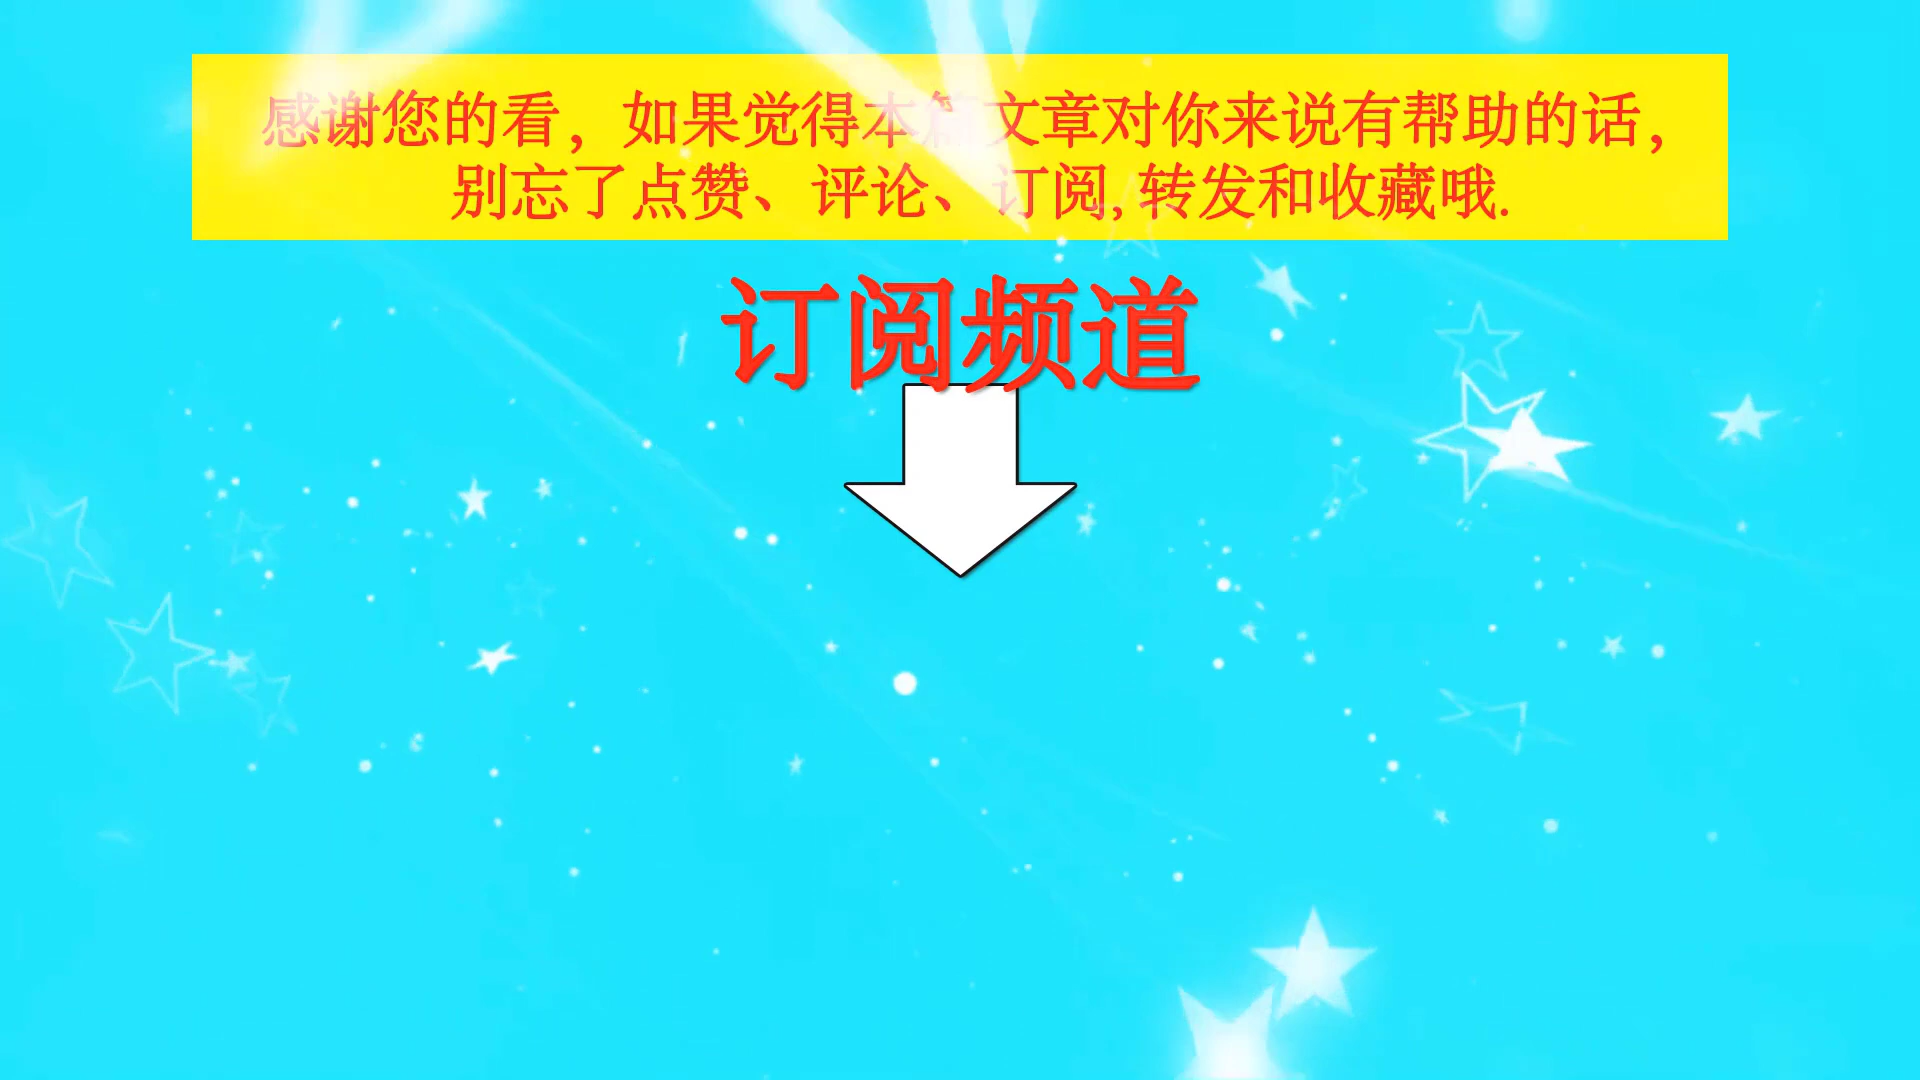 感谢您的看，如果觉得本篇文章对你来说有帮助的话，
别忘了点赞、评论、订阅,转发和收藏哦.
订阅频道